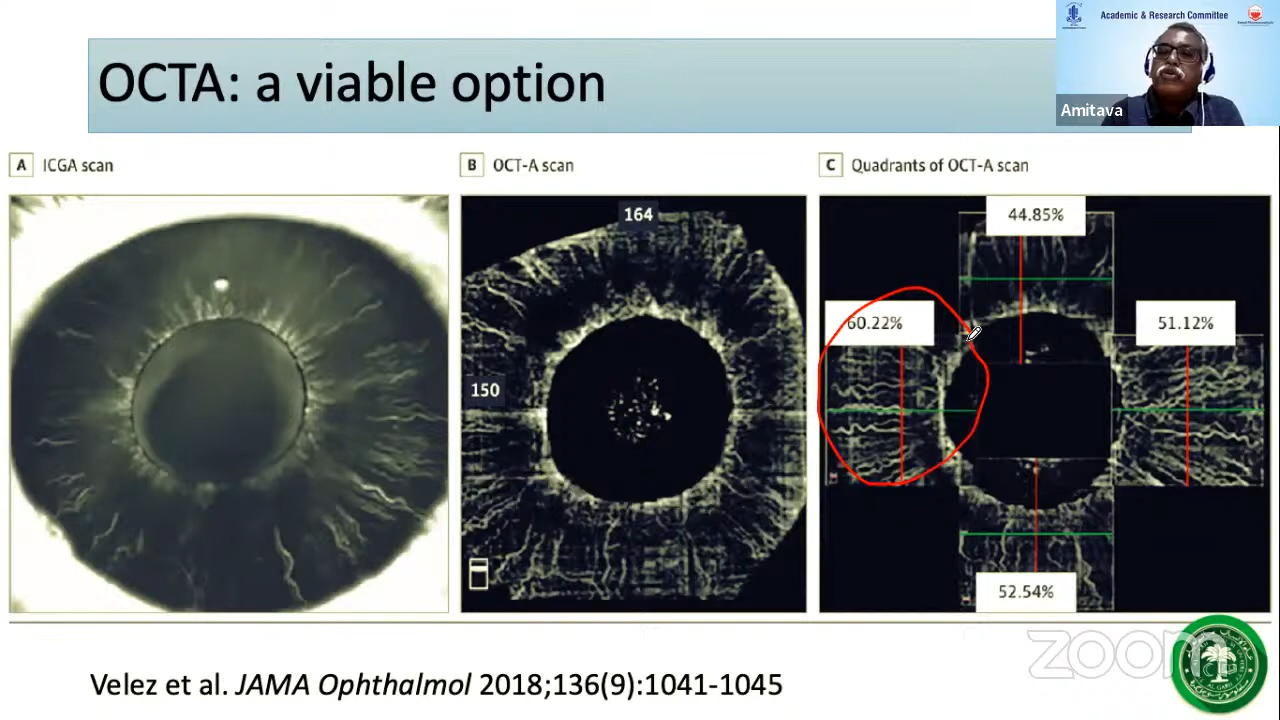 Academic & Research Committee
OCTA: a viable option
Amitava
A ICGA scan
B OCT-A scan
C Quadrants of OCT-A scan
164
44.85%
60.22%
51.12%
150
52.54%
zoom
Velez et al. JAMA Ophthalmol 2018;136(9):1041-1045